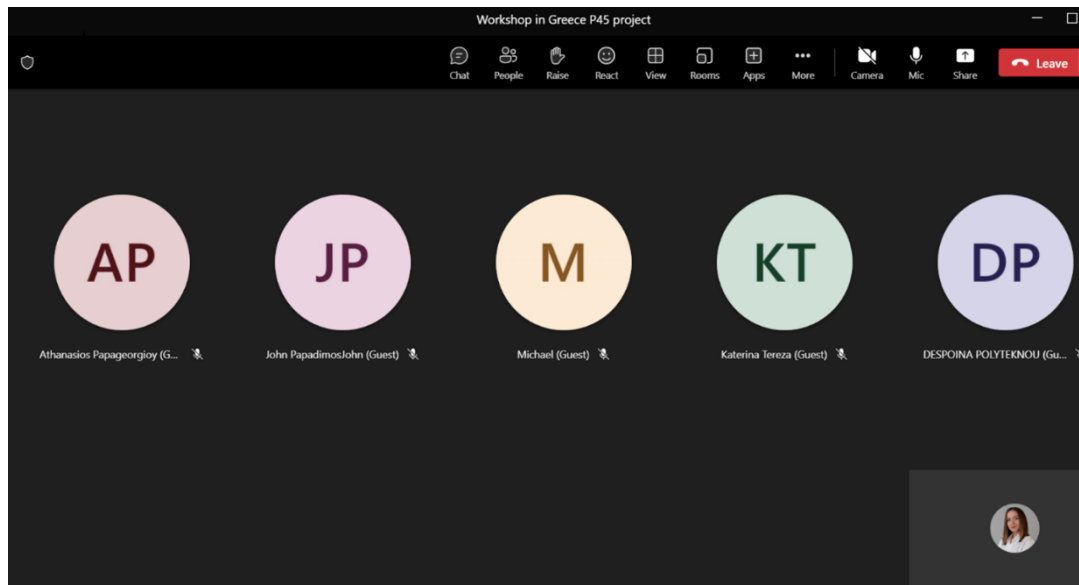 Workshop in Greece P45 project
Chat People Raise React View Rooms Apps More Camera Mic Share Leave
AP JP M KT DP
Athanasios Papageorgioy (G... John PapadimosJohn (Guest) Michael (Guest) Katerina Tereza (Guest) DESPOINA POLYTEKNOU (Gu...